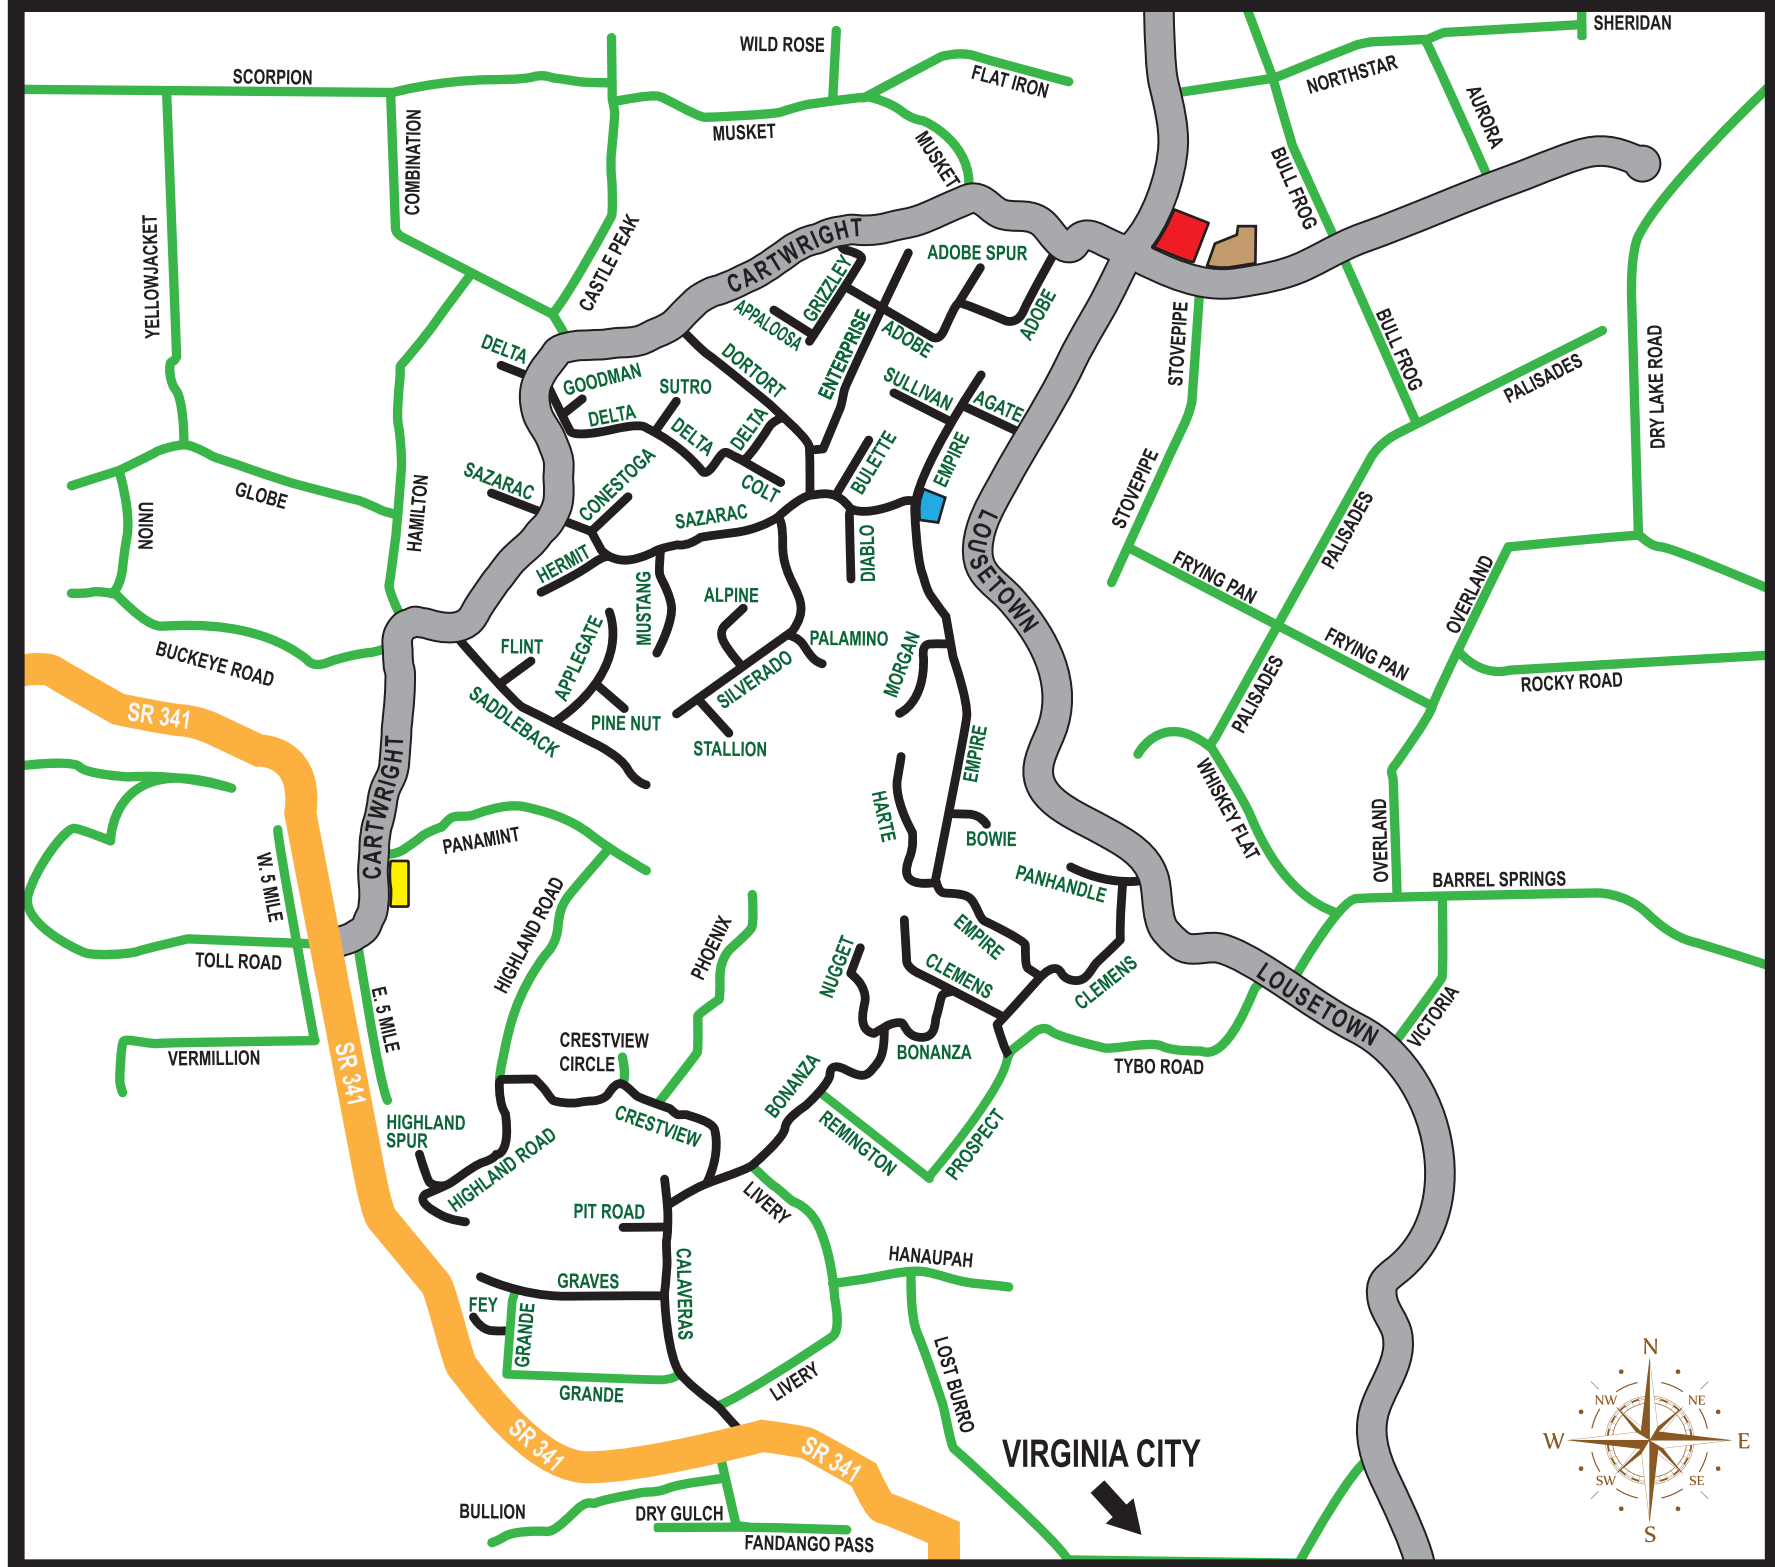 SHERIDAN
WILD ROSE
SCORPION
FLAT IRON
NORTHSTAR
MUSKET
MUSKET
AURORA
COMBINATION
BULL FROG
YELLOWJACKET
CASTLE PEAK
CARTWRIGHT
ADOBE SPUR
GRIZZLEY
APPALOOSA
ADOBE
ADOBE
ENTERPRISE
STOVEPIPE
BULL FROG
PALISADES
DRY LAKE ROAD
DELTA
GOODMAN
SUTRO
DORTORT
SULLIVAN
AGATE
DELTA
DELTA
DELTA
EMPIRE
BULETTE
SAZARAC
CONESTOGA
COLT
GLOBE
HAMILTON
UNION
SAZARAC
STOVEPIPE
LOUSETOWN
PALISADES
DIABLO
HERMIT
MUSTANG
FRYING PAN
OVERLAND
ALPINE
APPLEGATE
FLINT
PALAMINO
MORGAN
FRYING PAN
BUCKEYE ROAD
SILVERADO
SADDLEBACK
PINE NUT
STALLION
PALISADES
ROCKY ROAD
SR 341
EMPIRE
WHISKEY FLAT
CARTWRIGHT
HARTE
BOWIE
PANAMINT
OVERLAND
W. 5 MILE
PANHANDLE
BARREL SPRINGS
HIGHLAND ROAD
PHOENIX
EMPIRE
NUGGET
CLEMENS
CLEMENS
TOLL ROAD
LOUSETOWN
VICTORIA
E. 5 MILE
VERMILLION
CRESTVIEW
CIRCLE
BONANZA
TYBO ROAD
SR 341
BONANZA
HIGHLAND
SPUR
CRESTVIEW
REMINGTON
PROSPECT
HIGHLAND ROAD
LIVERY
PIT ROAD
HANAUPAH
CALAVERAS
GRAVES
FEY
GRANDE
GRANDE
LIVERY
LOST BURRO
SR 341
SR 341
VIRGINIA CITY
N
NW
NE
W
E
SW
SE
S
BULLION
DRY GULCH
FANDANGO PASS